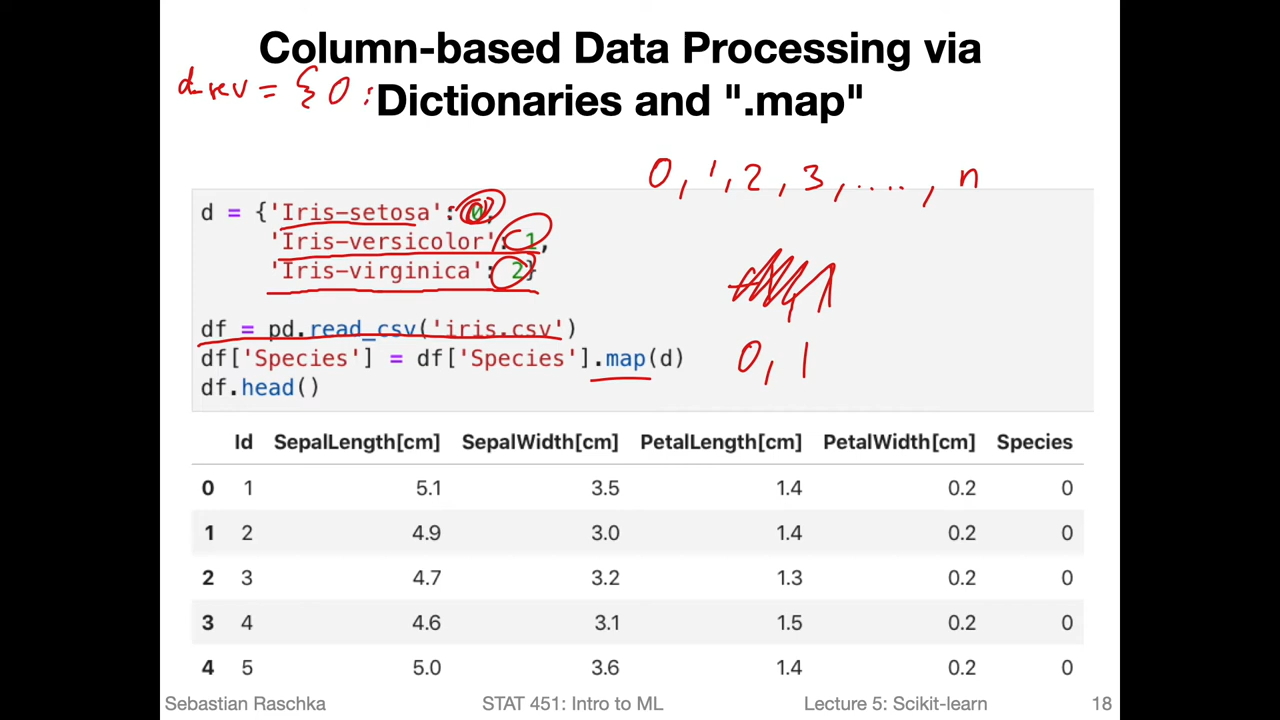 Column-based Data Processing via
d_rev = { 0 :
Dictionaries and ".map"
0, 1, 2, 3, ....., n
d = {'Iris-setosa': 0,
'Iris-versicolor': 1,
'Iris-virginica': 2}
df = pd.read_csv('iris.csv')
df['Species'] = df['Species'].map(d)
0, 1
df.head()
Id SepalLength[cm] SepalWidth[cm] PetalLength[cm] PetalWidth[cm] Species
0 1 5.1 3.5 1.4 0.2 0
1 2 4.9 3.0 1.4 0.2 0
2 3 4.7 3.2 1.3 0.2 0
3 4 4.6 3.1 1.5 0.2 0
4 5 5.0 3.6 1.4 0.2 0
Sebastian Raschka STAT 451: Intro to ML Lecture 5: Scikit-learn 18